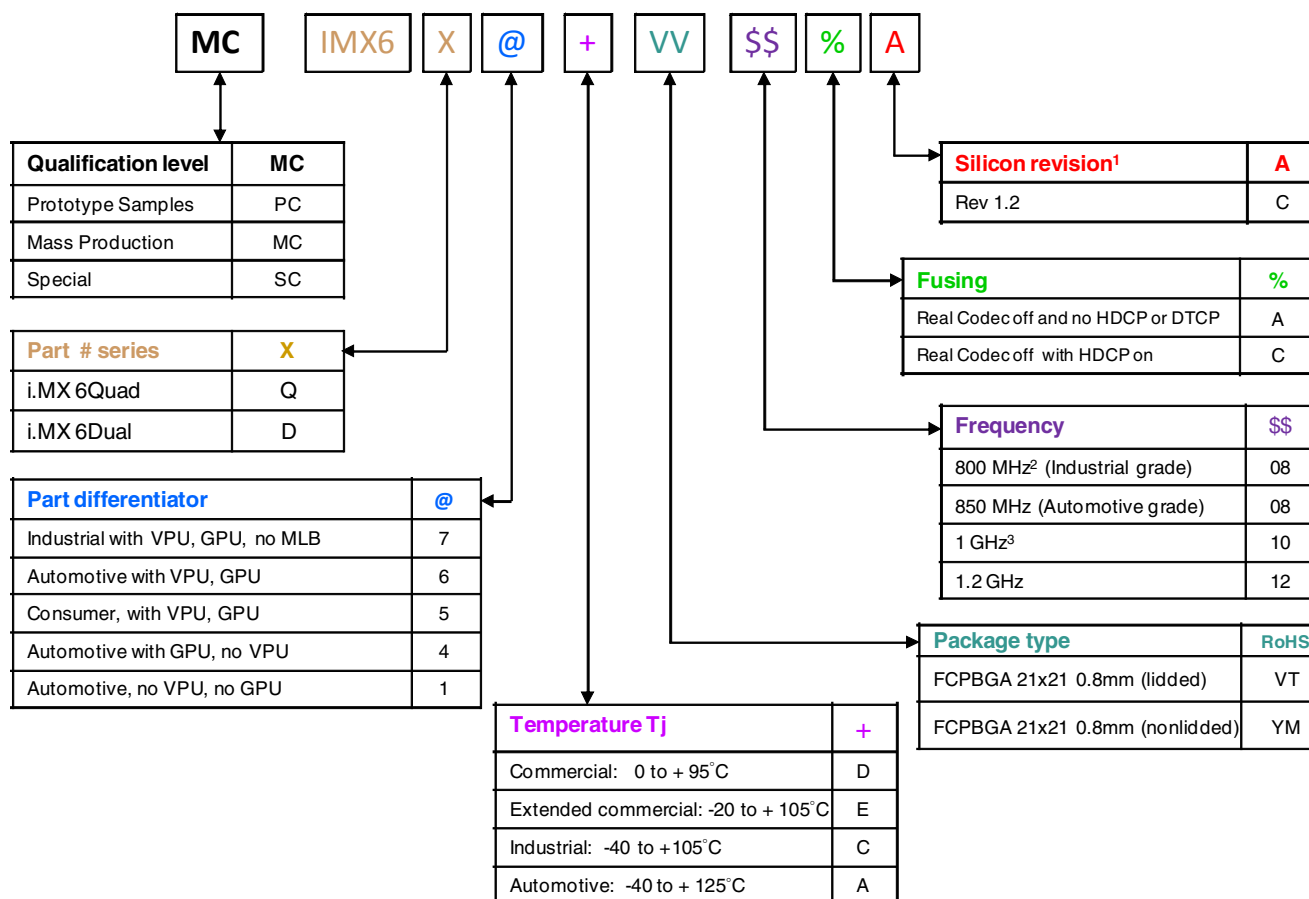 MC IMX6 X @ + VV $$ % A
Qualification level MC
Prototype Samples PC
Mass Production MC
Special SC
Part # series X
i.MX 6Quad Q
i.MX 6Dual D
Part differentiator @
Industrial with VPU, GPU, no MLB 7
Automotive with VPU, GPU 6
Consumer, with VPU, GPU 5
Automotive with GPU, no VPU 4
Automotive, no VPU, no GPU 1
Temperature Tj +
Commercial: 0 to + 95°C D
Extended commercial: -20 to + 105°C E
Industrial: -40 to +105°C C
Automotive: -40 to + 125°C A
Silicon revision¹ A
Rev 1.2 C
Fusing %
Real Codec off and no HDCP or DTCP A
Real Codec off with HDCP on C
Frequency $$
800 MHz² (Industrial grade) 08
850 MHz (Automotive grade) 08
1 GHz³ 10
1.2 GHz 12
Package type RoHS
FCPBGA 21x21 0.8mm (lidded) VT
FCPBGA 21x21 0.8mm (nonlidded) YM